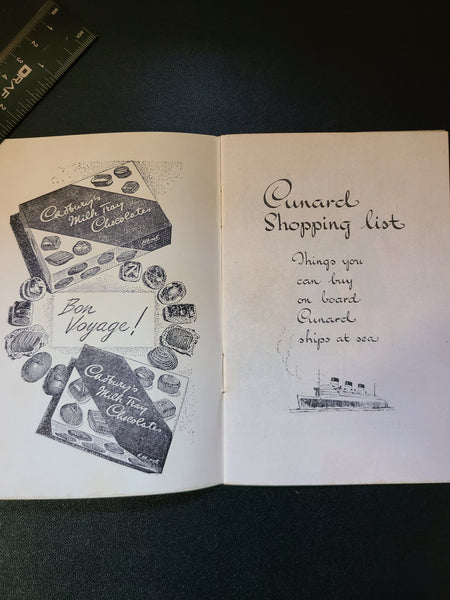 Cadbury's
Milk Tray
Chocolates
Bon
Voyage!
Cadbury's
Milk Tray
Chocolates
Cunard
Shopping list
Things you
can buy
on board
Cunard
ships at sea